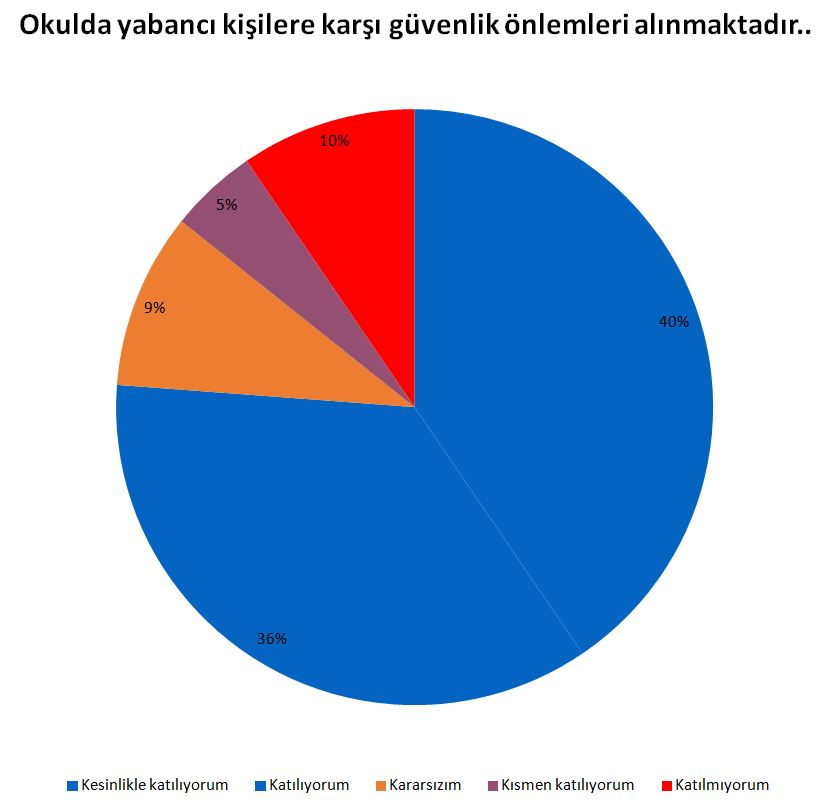 Okulda yabancı kişilere karşı güvenlik önlemleri alınmaktadır..
10%
5%
9%
40%
36%
Kesinlikle katılıyorum Katılıyorum Kararsızım Kısmen katılıyorum Katılmıyorum